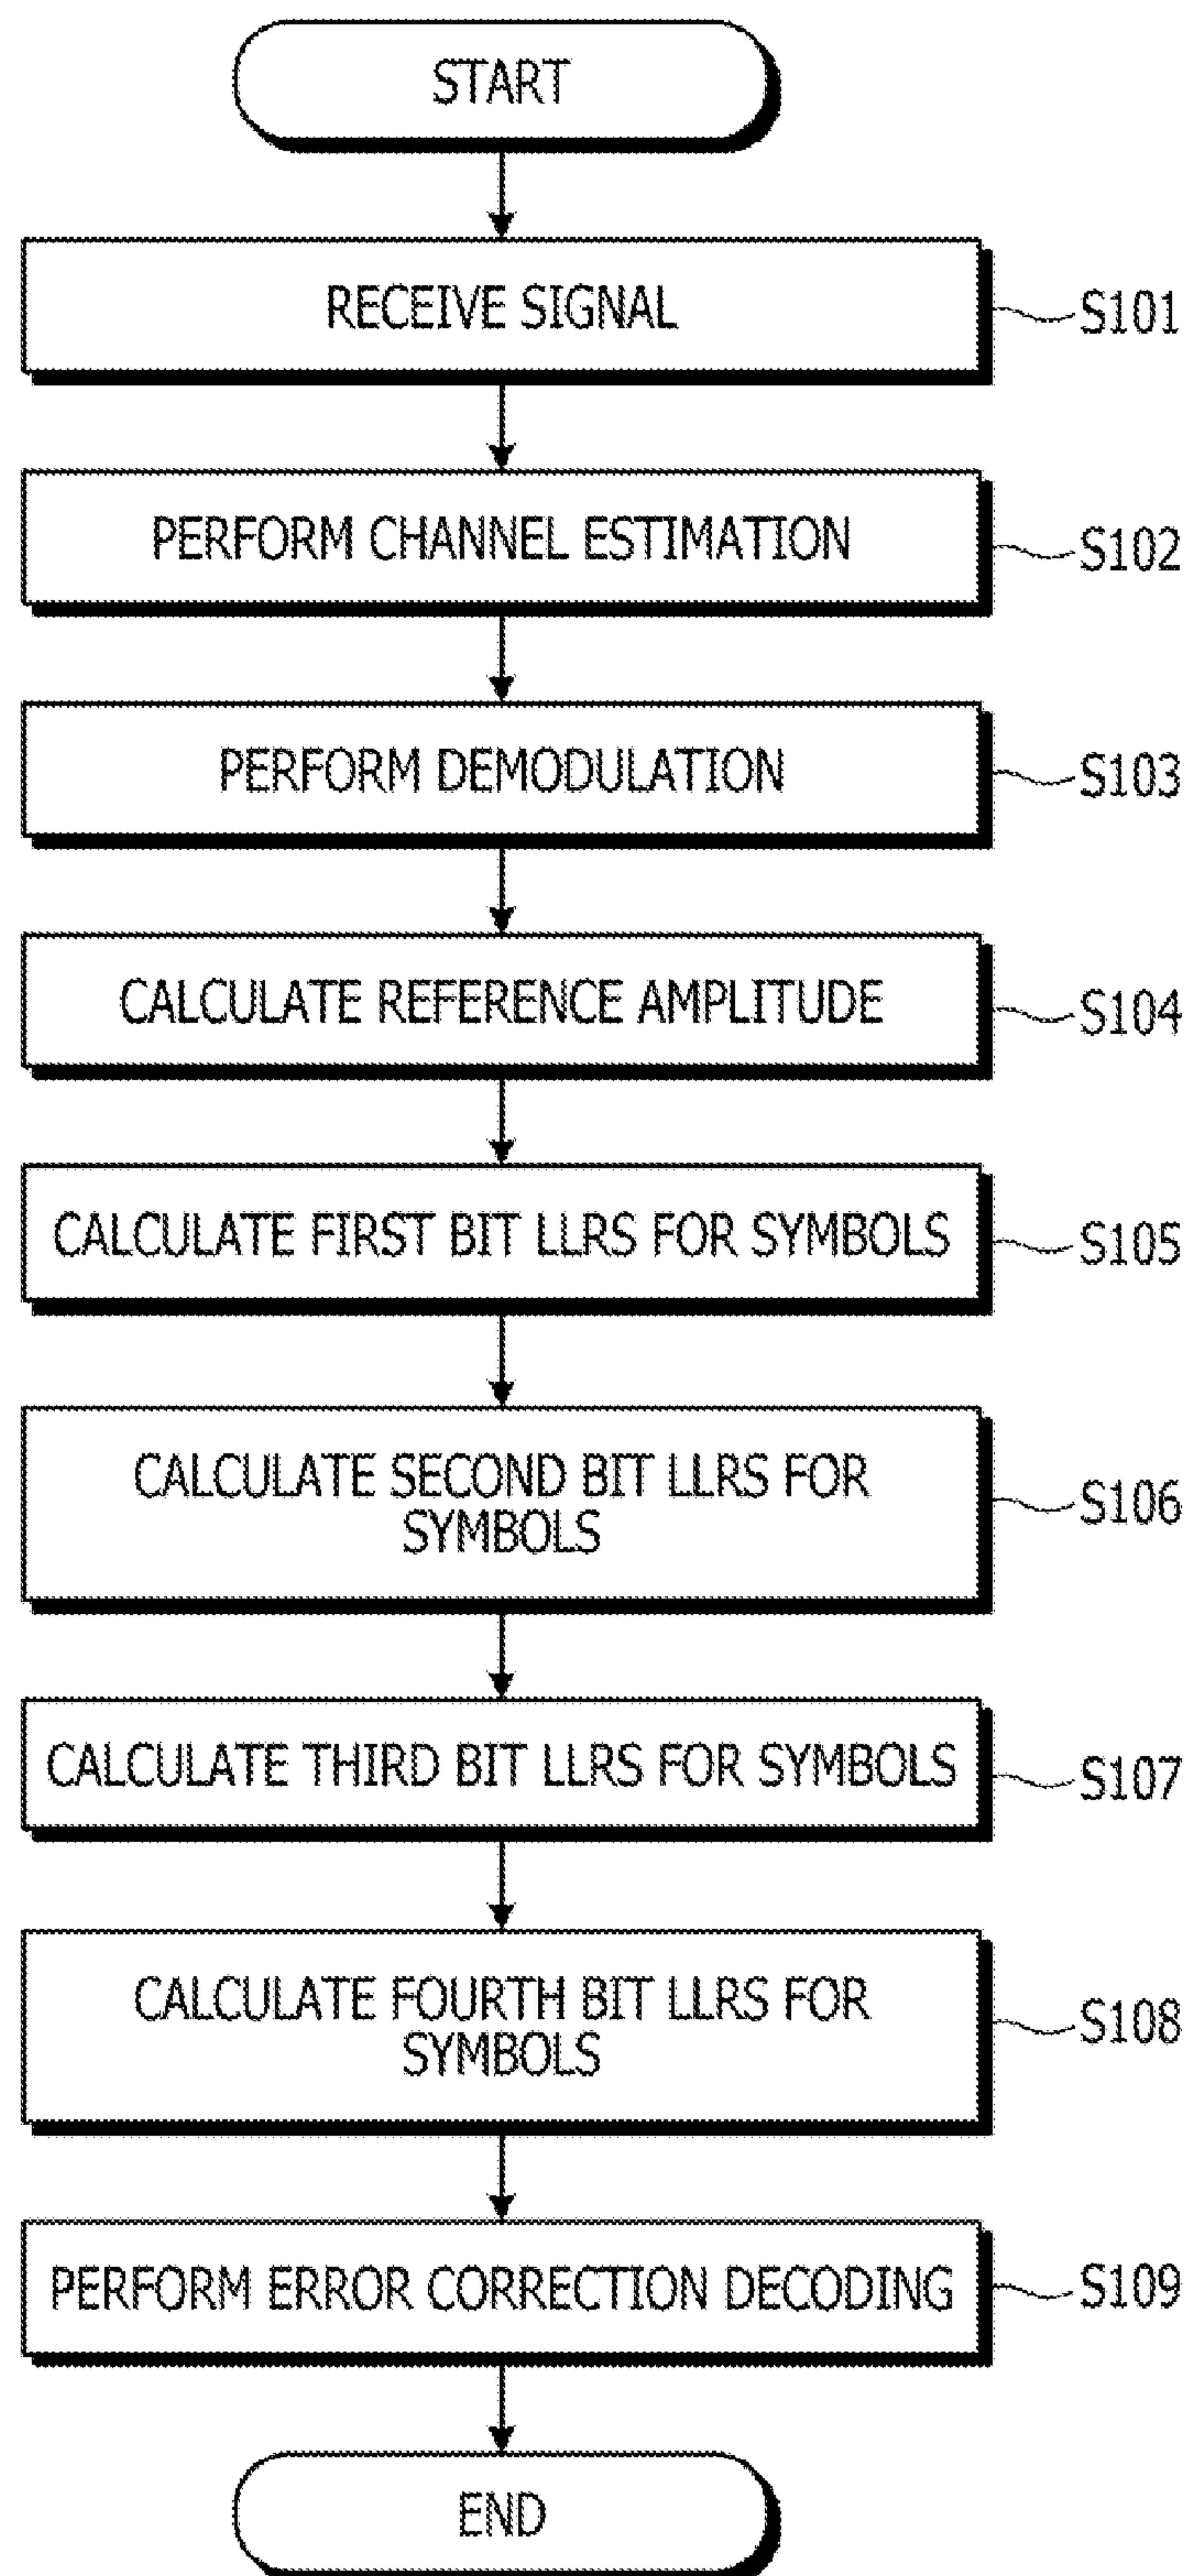 START
RECEIVE SIGNAL
S101
PERFORM CHANNEL ESTIMATION
S102
PERFORM DEMODULATION
S103
CALCULATE REFERENCE AMPLITUDE
S104
CALCULATE FIRST BIT LLRS FOR SYMBOLS
S105
CALCULATE SECOND BIT LLRS FOR
SYMBOLS
S106
CALCULATE THIRD BIT LLRS FOR SYMBOLS
S107
CALCULATE FOURTH BIT LLRS FOR
SYMBOLS
S108
PERFORM ERROR CORRECTION DECODING
S109
END